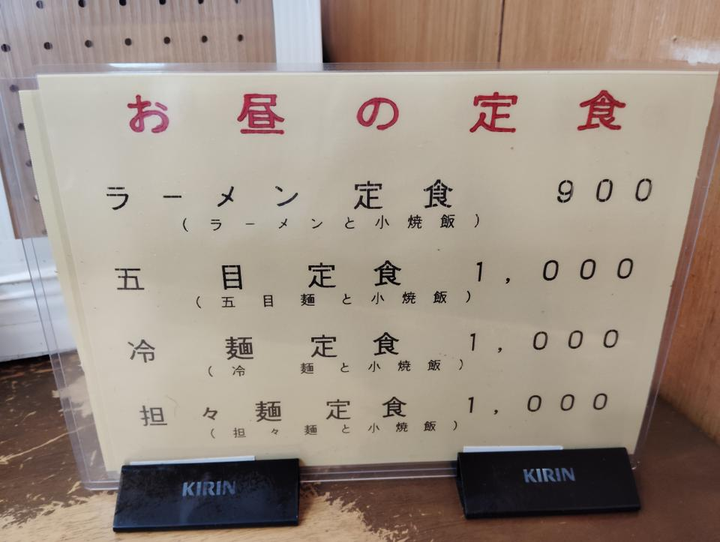 お昼の定食
ラーメン定食 900
(ラーメンと小焼飯)
五目定食 1,000
(五目麺と小焼飯)
冷麺定食 1,000
(冷麺と小焼飯)
担々麺定食 1,000
(担々麺と小焼飯)
KIRIN KIRIN